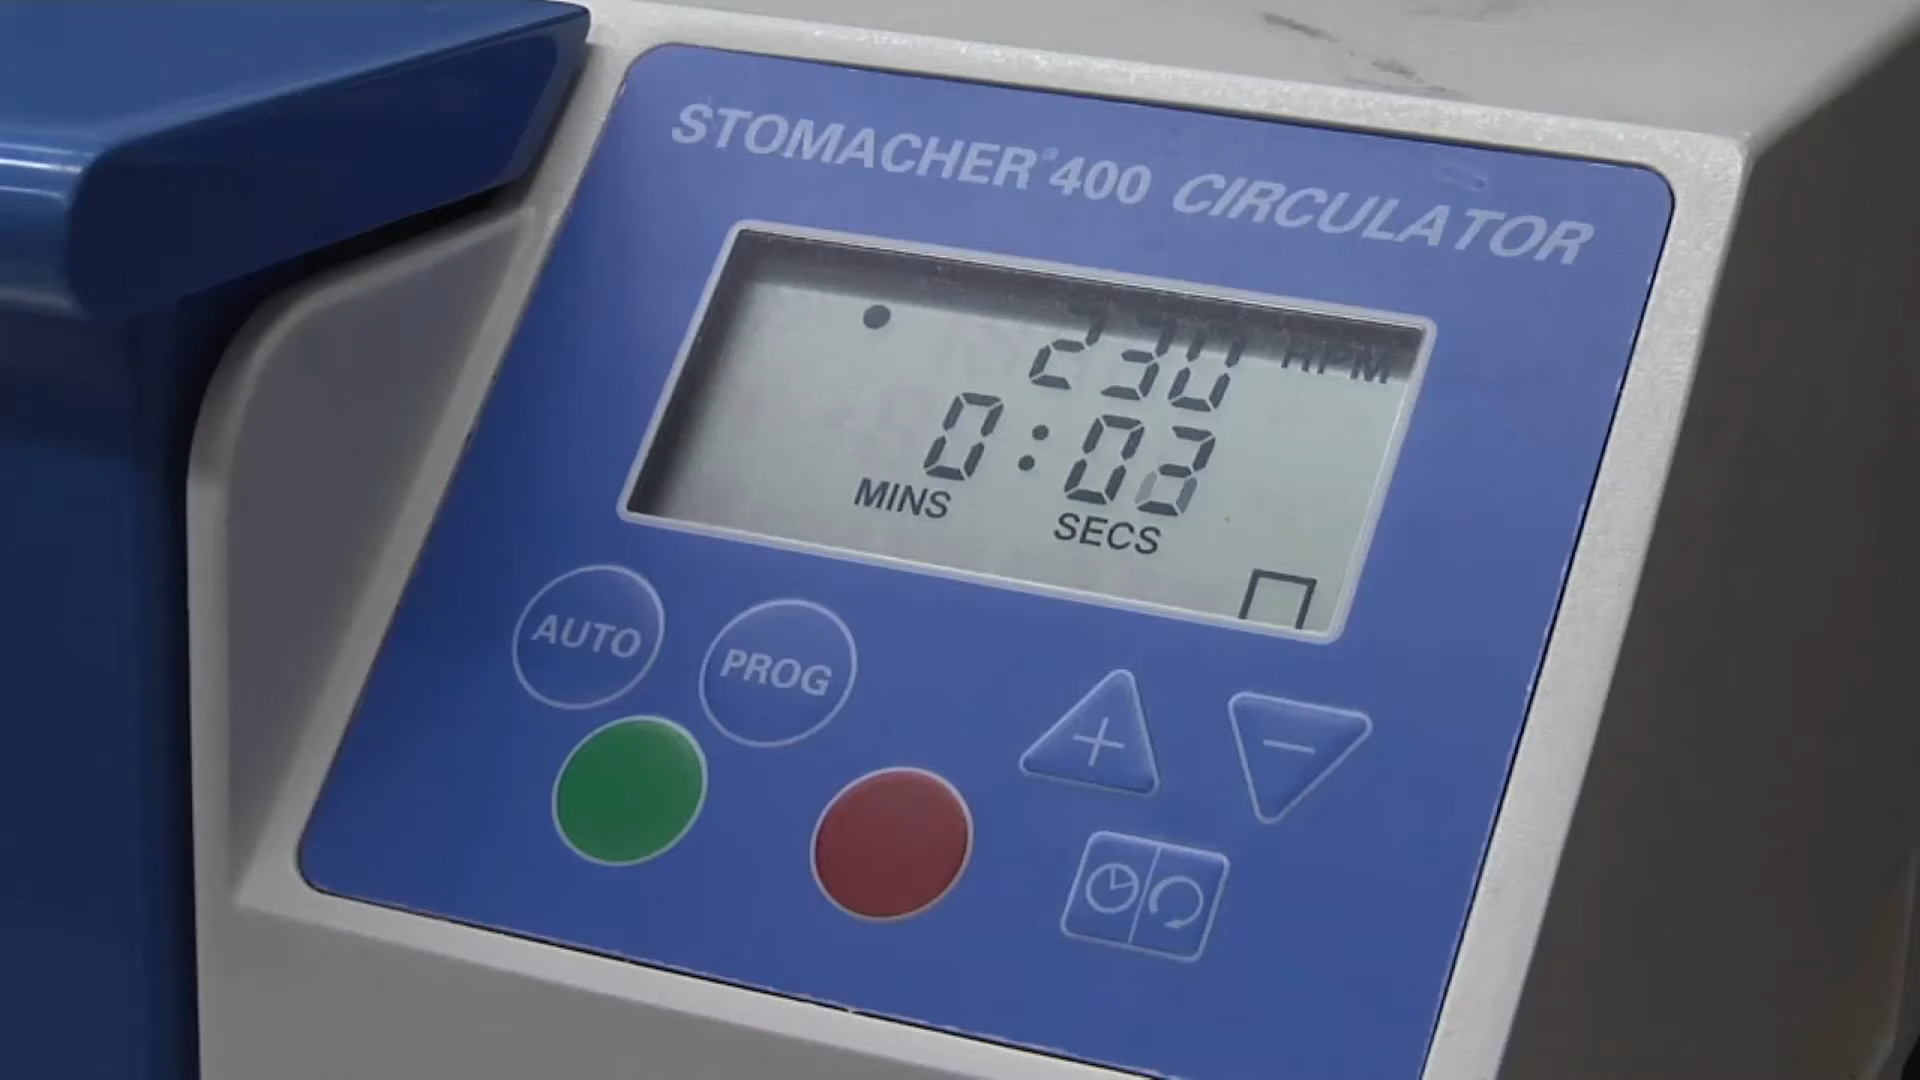 STOMACHER® 400 CIRCULATOR
230 RPM
0:03
MINS SECS
AUTO PROG
+ −